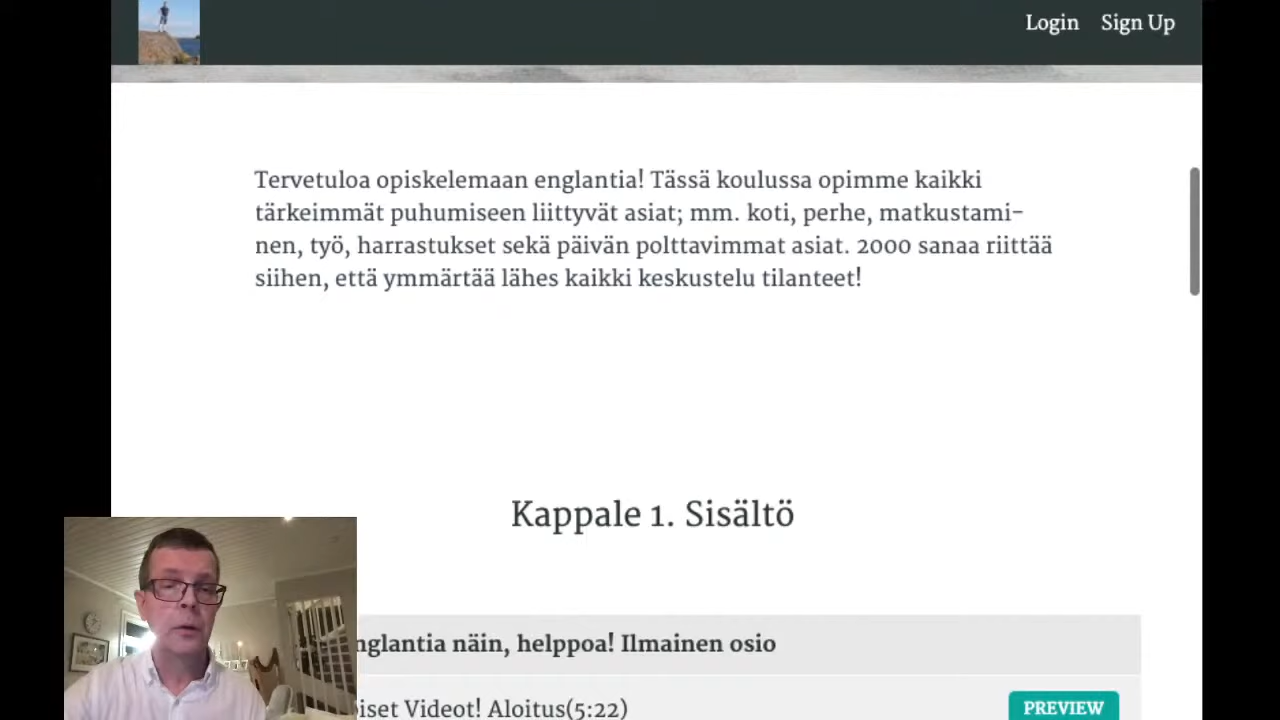 Login Sign Up
Tervetuloa opiskelemaan englantia! Tässä koulussa opimme kaikki
tärkeimmät puhumiseen liittyvät asiat; mm. koti, perhe, matkustami-
nen, työ, harrastukset sekä päivän polttavimmat asiat. 2000 sanaa riittää
siihen, että ymmärtää lähes kaikki keskustelu tilanteet!
Kappale 1. Sisältö
nglantia näin, helppoa! Ilmainen osio
iset Videot! Aloitus(5:22) PREVIEW